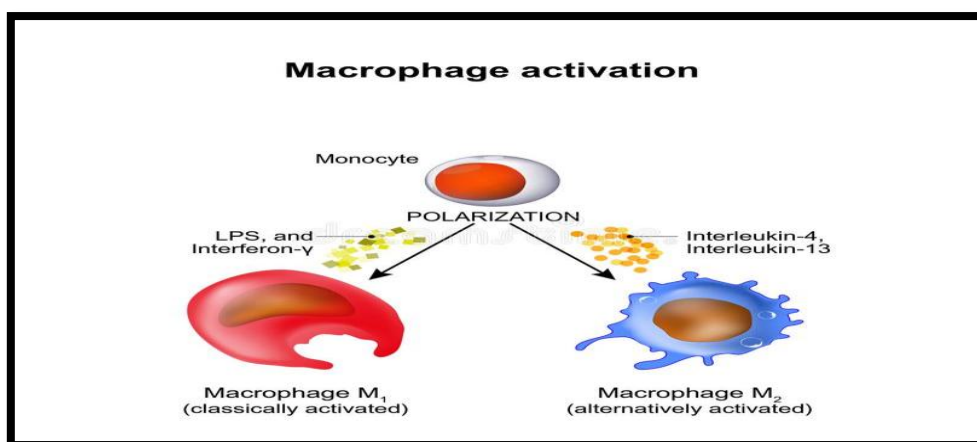 Macrophage activation
Monocyte
POLARIZATION
LPS, and
Interferon-γ
Interleukin-4,
Interleukin-13
Macrophage M₁
(classically activated)
Macrophage M₂
(alternatively activated)